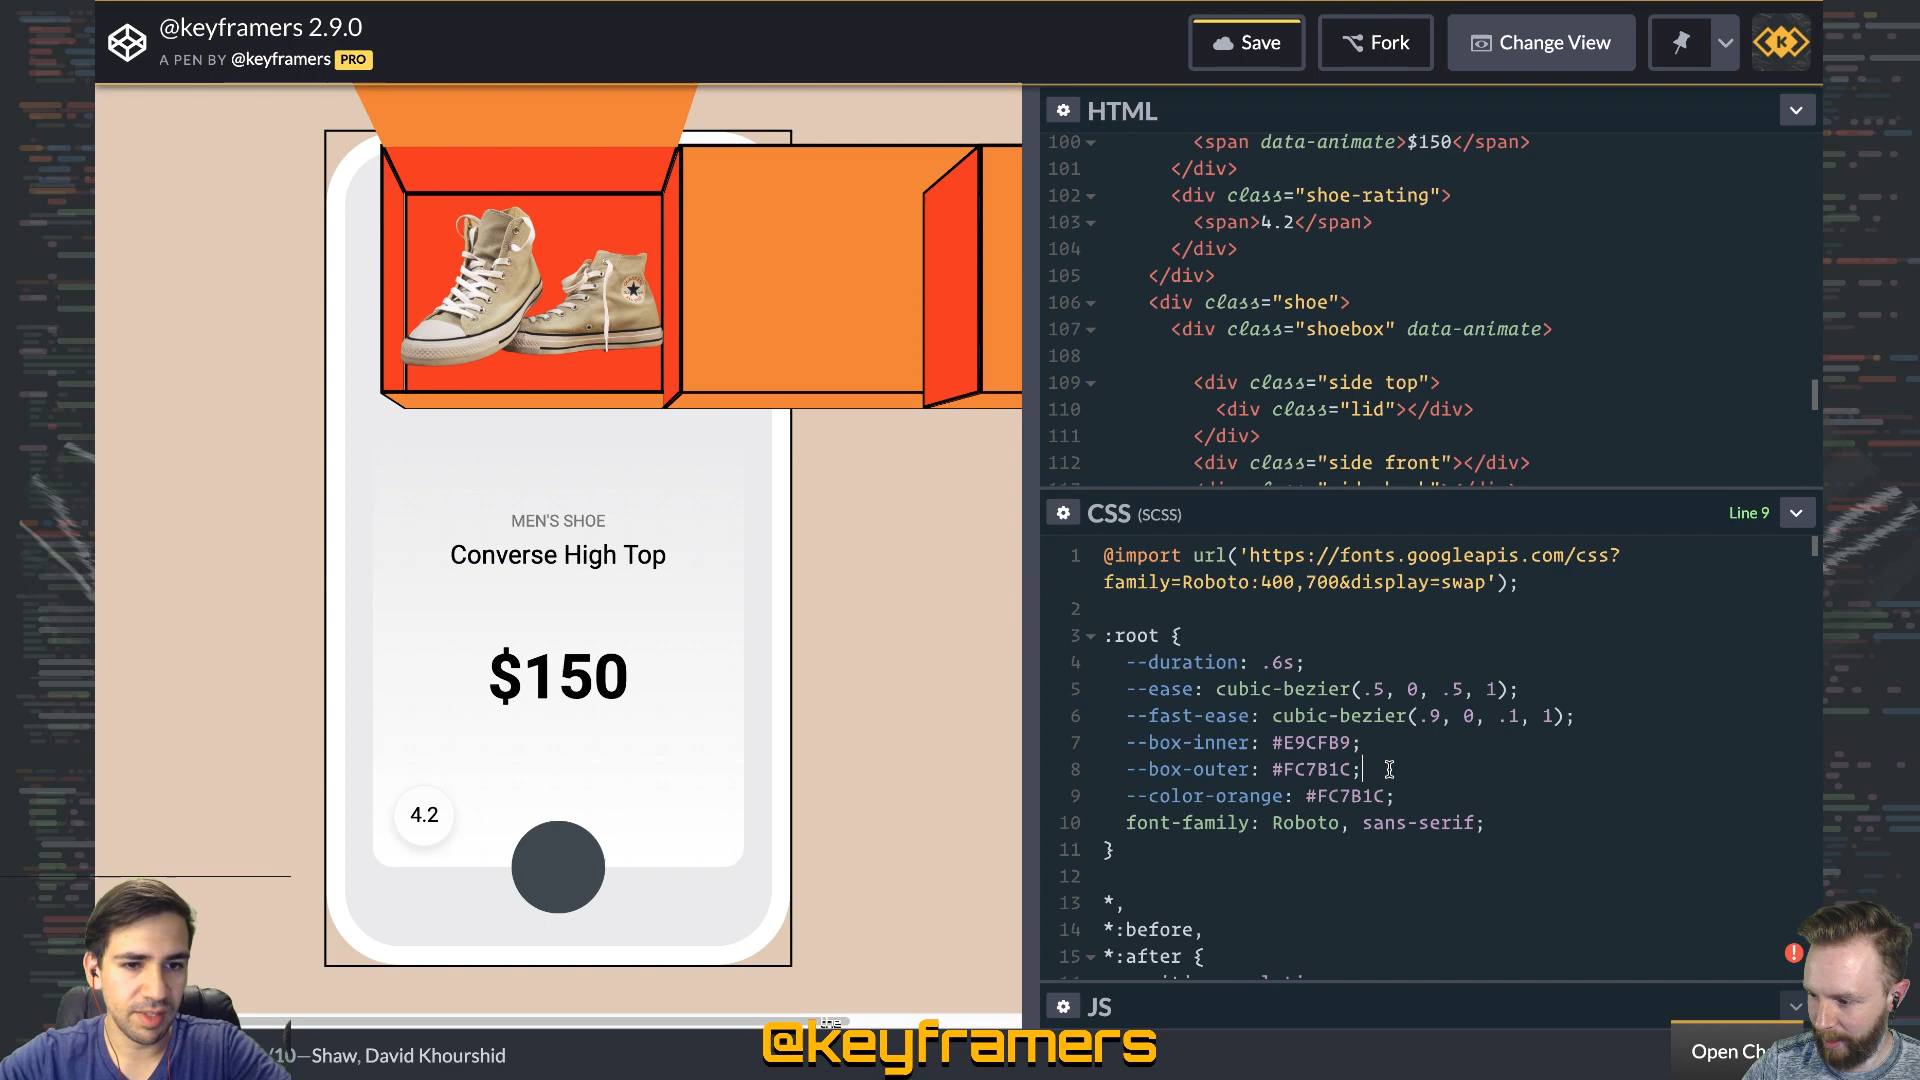 @keyframers 2.9.0
A PEN BY @keyframers PRO
Save
Fork
Change View
K
MEN'S SHOE
Converse High Top
$150
4.2
HTML
100 <span data-animate>$150</span>
101 </div>
102 <div class="shoe-rating">
103 <span>4.2</span>
104 </div>
105 </div>
106 <div class="shoe">
107 <div class="shoebox" data-animate>
108
109 <div class="side top">
110 <div class="lid"></div>
111 </div>
112 <div class="side front"></div>
CSS (SCSS)
Line 9
1 @import url('https://fonts.googleapis.com/css?
family=Roboto:400,700&display=swap');
2
3 :root {
4 --duration: .6s;
5 --ease: cubic-bezier(.5, 0, .5, 1);
6 --fast-ease: cubic-bezier(.9, 0, .1, 1);
7 --box-inner: #E9CFB9;
8 --box-outer: #FC7B1C;
9 --color-orange: #FC7B1C;
10 font-family: Roboto, sans-serif;
11 }
12
13 *,
14 *:before,
15 *:after {
!
JS
the
@keyframers
/10—Shaw, David Khourshid
Open Ch